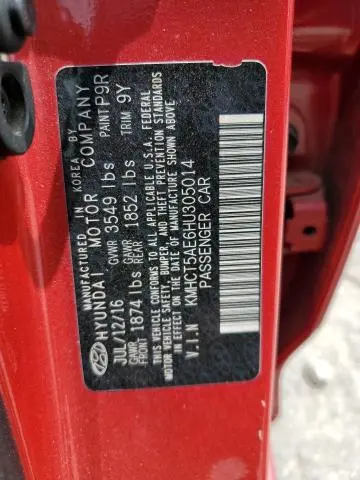 MANUFACTURED IN KOREA BY
HYUNDAI MOTOR COMPANY
JUL/12/16 GVWR 3549 lbs PAINT P9R
GAWR FRONT 1874 lbs GAWR REAR 1852 lbs TRIM 9Y
THIS VEHICLE CONFORMS TO ALL APPLICABLE U.S.A. FEDERAL
MOTOR VEHICLE SAFETY, BUMPER, AND THEFT PREVENTION STANDARDS
IN EFFECT ON THE DATE OF MANUFACTURE SHOWN ABOVE
V.I.N KMHCT5AE6HU305014
PASSENGER CAR